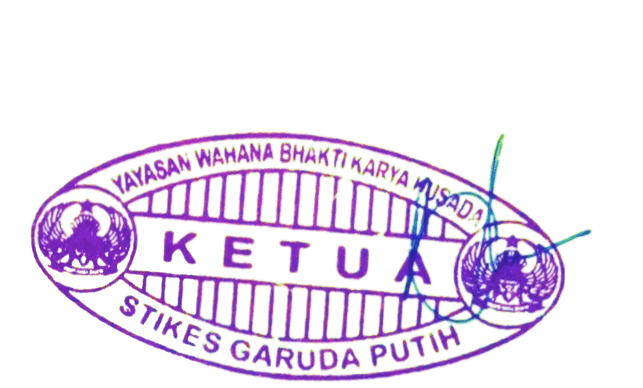 YAYASAN WAHANA BHAKTI KARYA HUSADA
KETUA
STIKES GARUDA PUTIH